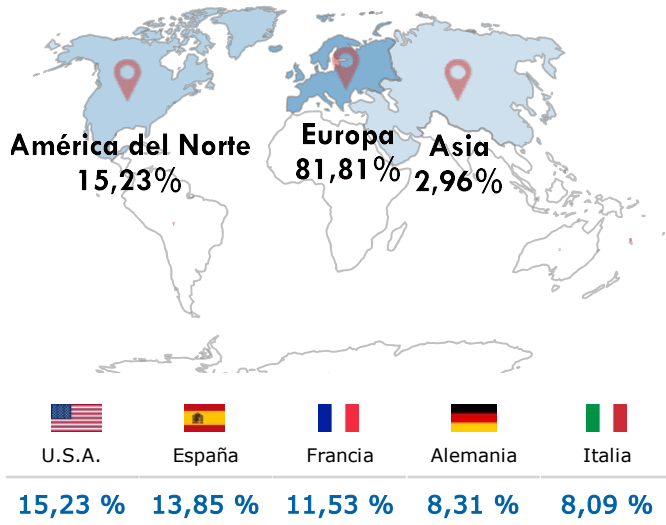 América del Norte
15,23%
Europa
81,81%
Asia
2,96%
U.S.A. España Francia Alemania Italia
15,23 % 13,85 % 11,53 % 8,31 % 8,09 %